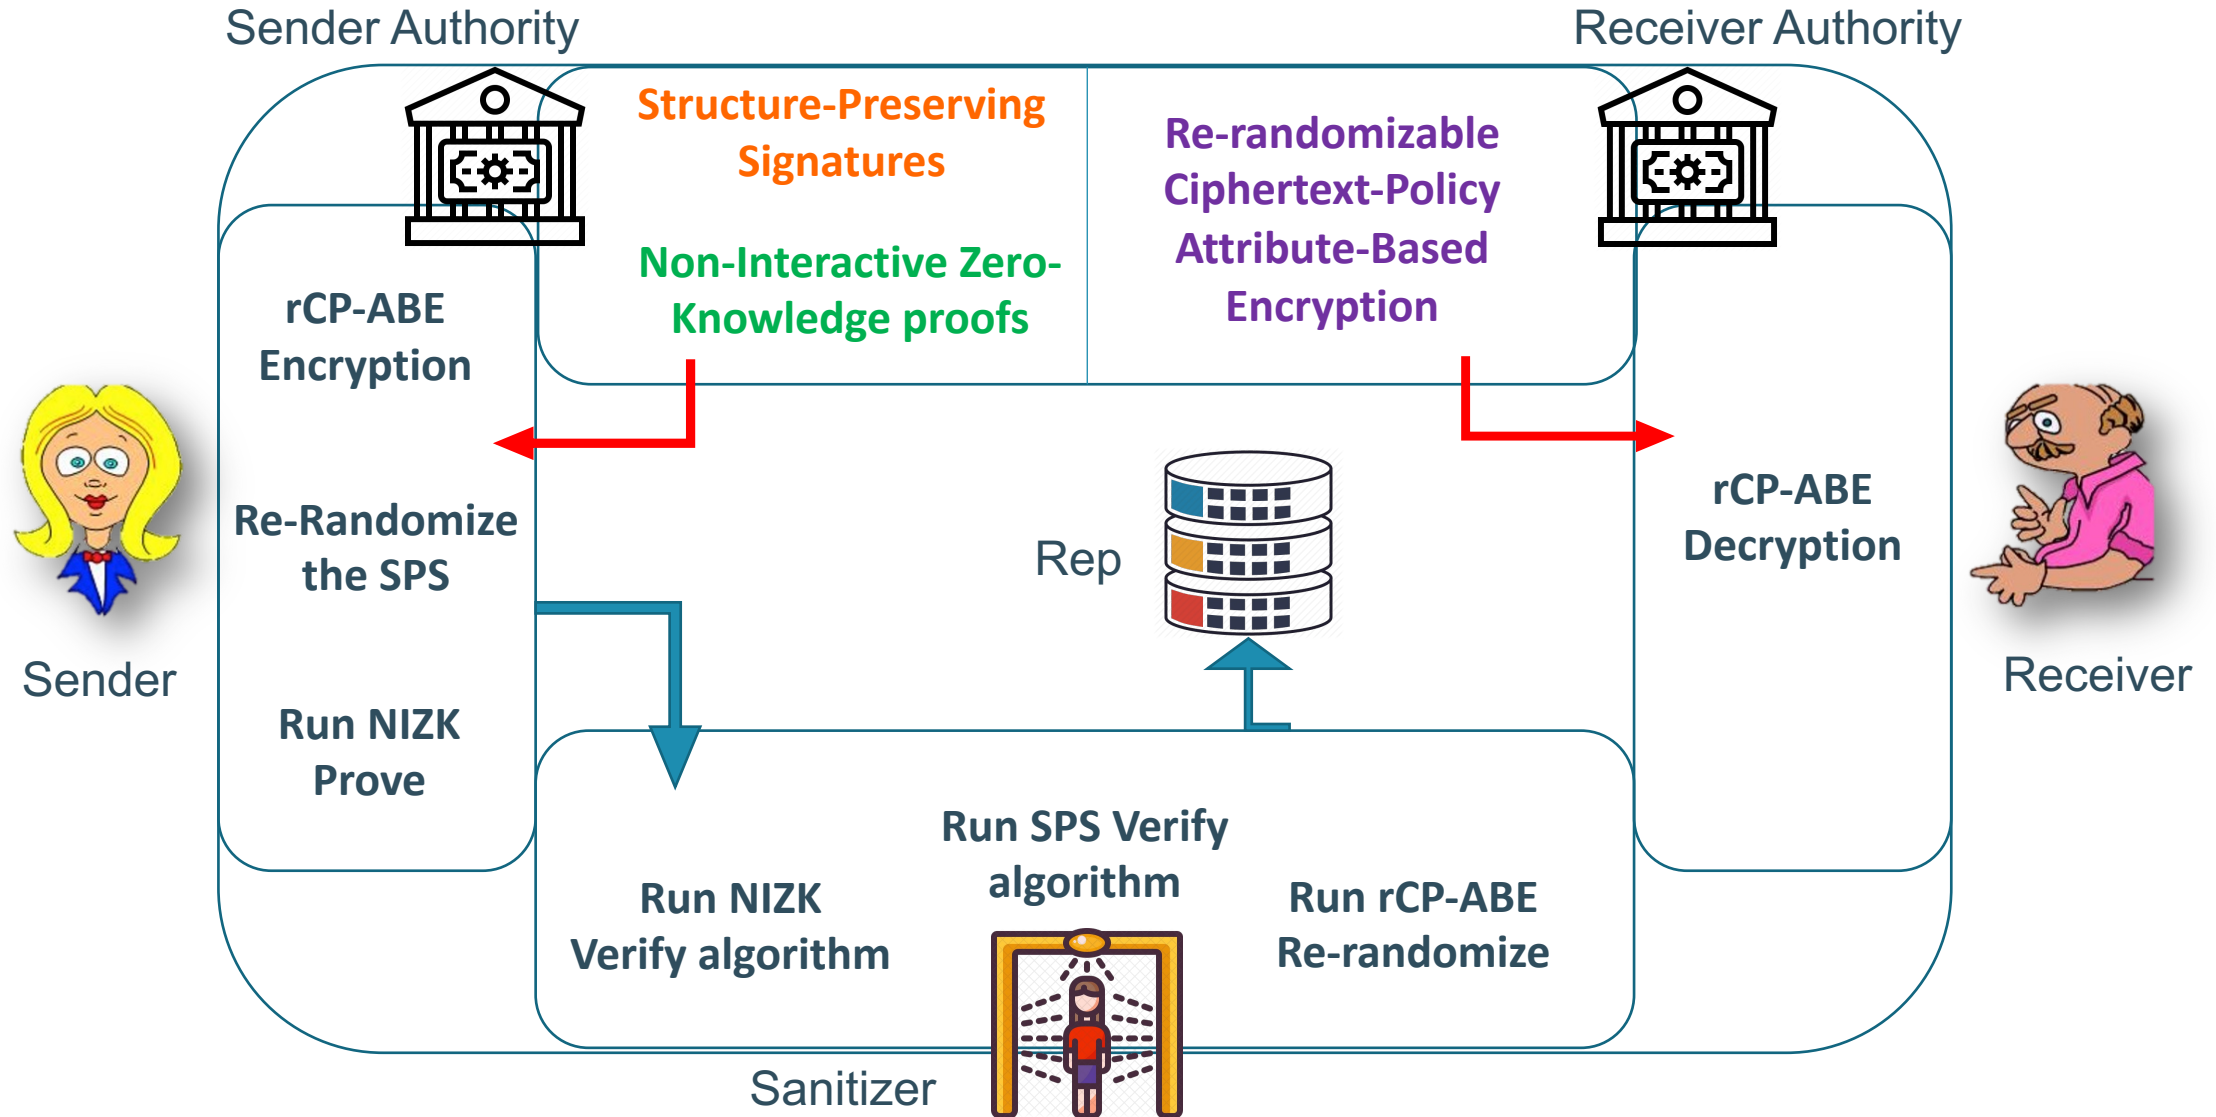 Sender Authority
Receiver Authority
Structure-Preserving
Signatures
Non-Interactive Zero-
Knowledge proofs
Re-randomizable
Ciphertext-Policy
Attribute-Based
Encryption
rCP-ABE
Encryption
Re-Randomize
the SPS
Run NIZK
Prove
Sender
Rep
rCP-ABE
Decryption
Receiver
Run NIZK
Verify algorithm
Run SPS Verify
algorithm
Run rCP-ABE
Re-randomize
Sanitizer